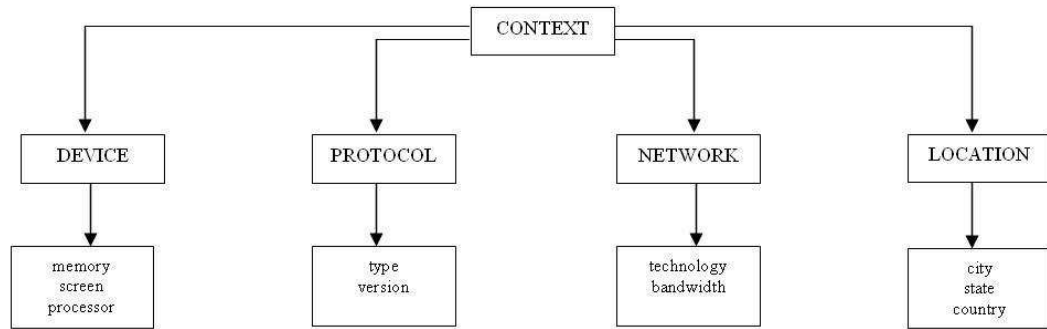 CONTEXT
DEVICE
PROTOCOL
NETWORK
LOCATION
memory
screen
processor
type
version
technology
bandwidth
city
state
country